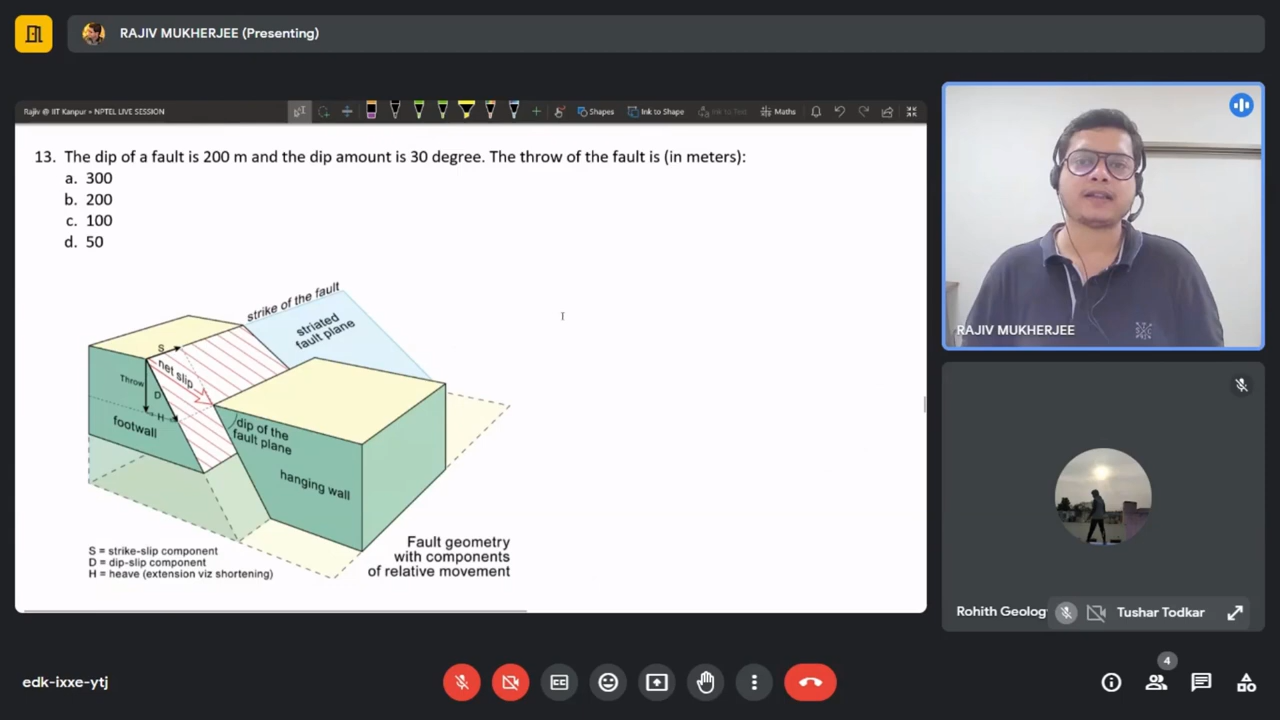 RAJIV MUKHERJEE (Presenting)
Rajiv @ IIT Kanpur » NPTEL LIVE SESSION
Shapes
Ink to Shape
Ink to Text
Maths
13. The dip of a fault is 200 m and the dip amount is 30 degree. The throw of the fault is (in meters):
a. 300
b. 200
c. 100
d. 50
strike of the fault
striated
fault plane
S
net slip
Throw
D
H
footwall
dip of the
fault plane
hanging wall
S = strike-slip component
D = dip-slip component
H = heave (extension viz shortening)
Fault geometry
with components
of relative movement
RAJIV MUKHERJEE
Rohith Geolog
Tushar Todkar
edk-ixxe-ytj
4